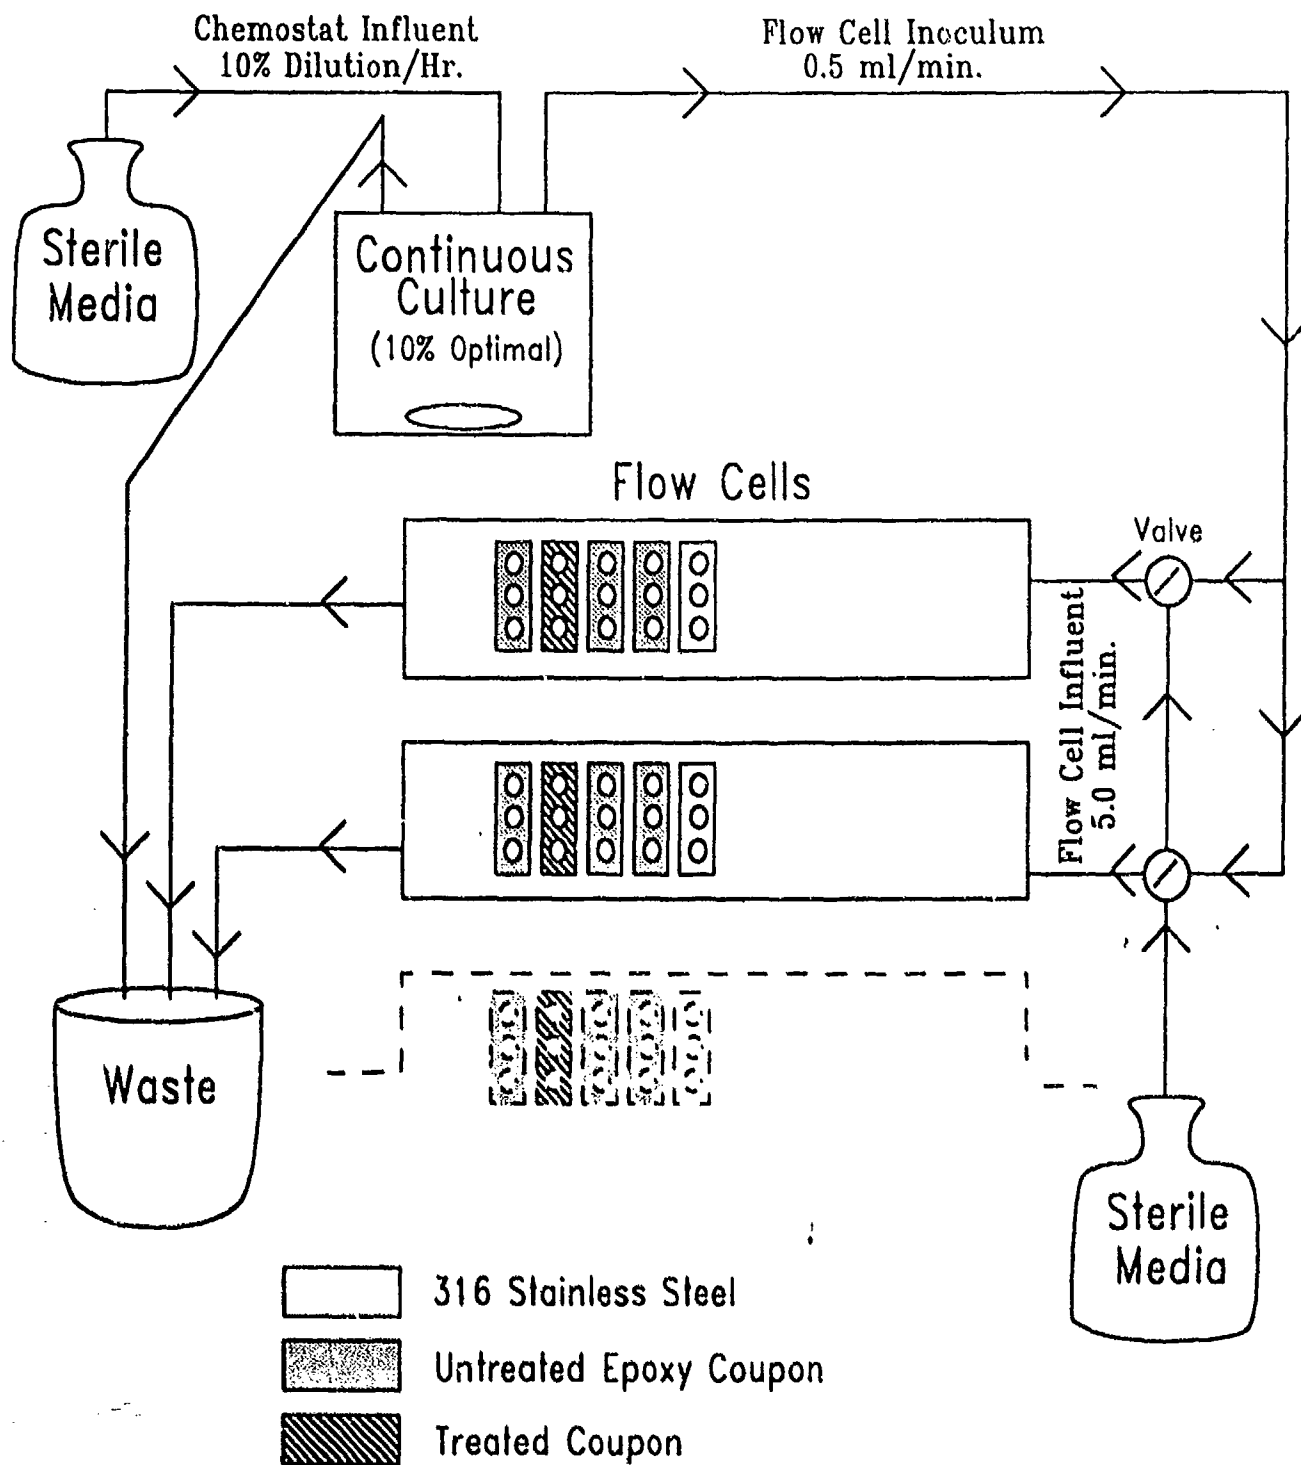 Chemostat Influent
10% Dilution/Hr.
Flow Cell Inoculum
0.5 ml/min.
Sterile
Media
Continuous
Culture
(10% Optimal)
Flow Cells
Valve
Flow Cell Influent
5.0 ml/min.
Waste
Sterile
Media
316 Stainless Steel
Untreated Epoxy Coupon
Treated Coupon